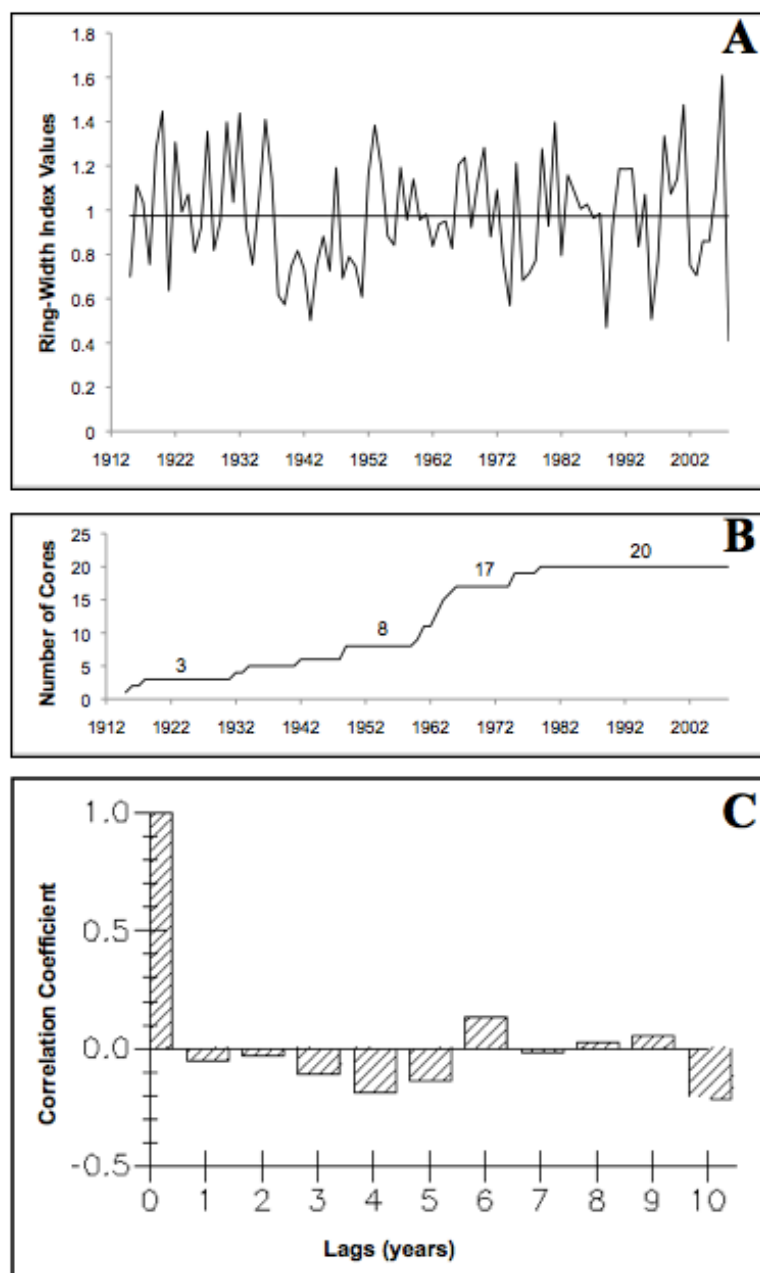 A
Ring-Width Index Values
1.8
1.6
1.4
1.2
1
0.8
0.6
0.4
0.2
0
1912 1922 1932 1942 1952 1962 1972 1982 1992 2002
B
Number of Cores
25
20
15
10
5
0
3 8 17 20
1912 1922 1932 1942 1952 1962 1972 1982 1992 2002
C
Correlation Coefficient
1.0
0.5
0.0
-0.5
0 1 2 3 4 5 6 7 8 9 10
Lags (years)